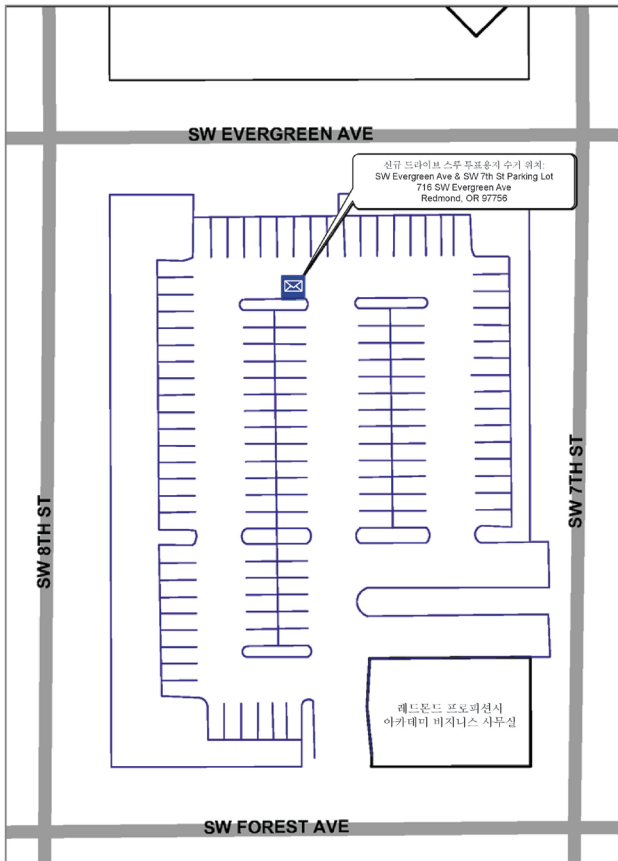 SW EVERGREEN AVE
신규 드라이브 스루 투표용지 수거 위치:
SW Evergreen Ave & SW 7th St Parking Lot
716 SW Evergreen Ave
Redmond, OR 97756
SW 8TH ST
SW 7TH ST
레드몬드 프로피션시
아카데미 비지니스 사무실
SW FOREST AVE